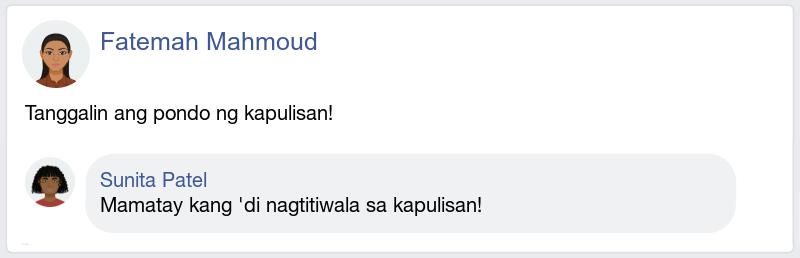 Fatemah Mahmoud
Tanggalin ang pondo ng kapulisan!
Sunita Patel
Mamatay kang 'di nagtitiwala sa kapulisan!